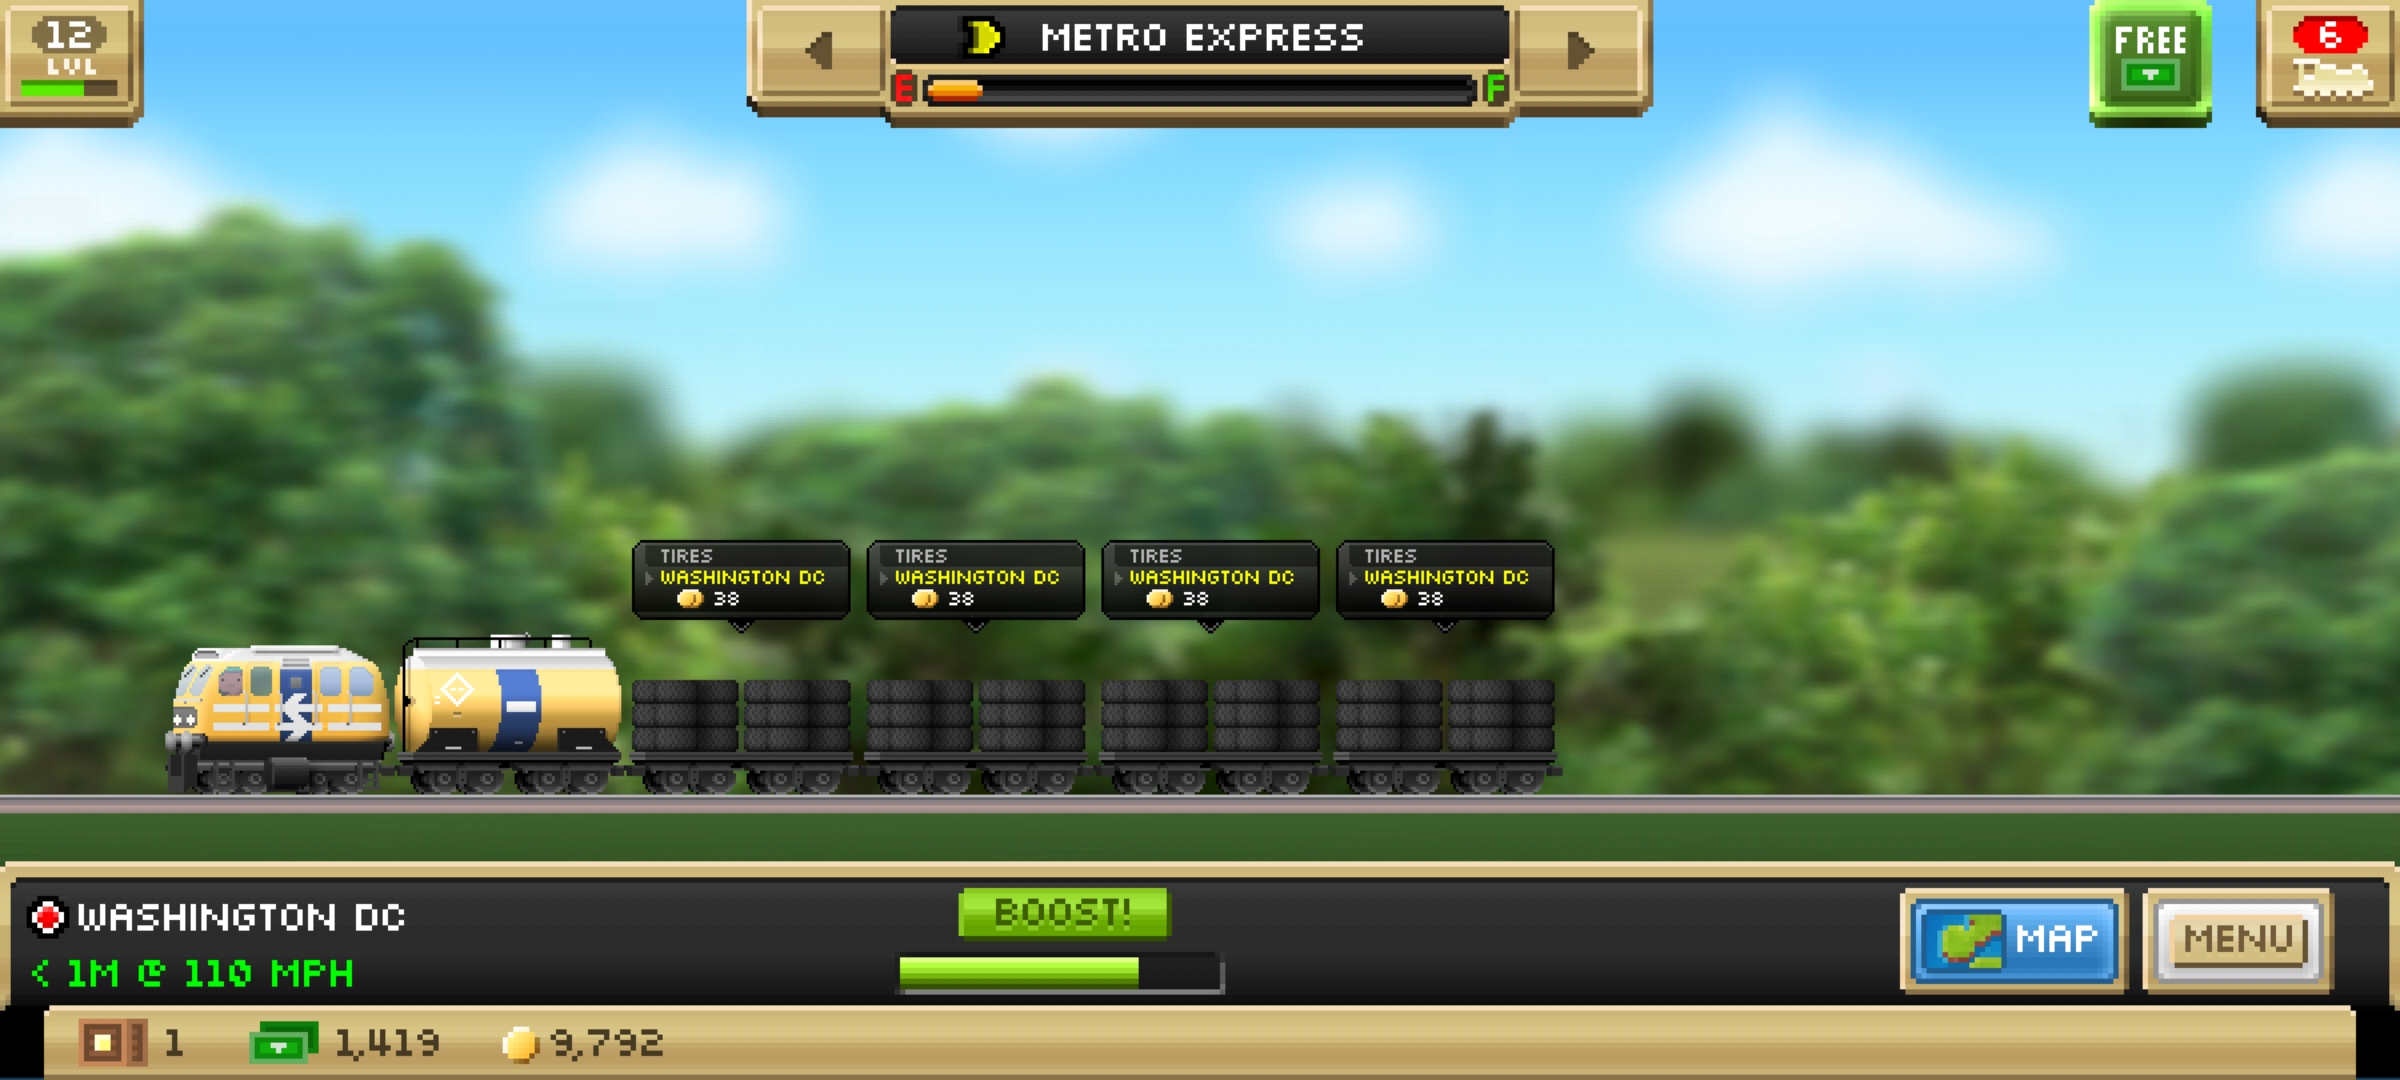 12
LVL
METRO EXPRESS
E F
FREE
6
TIRES
WASHINGTON DC
38
TIRES
WASHINGTON DC
38
TIRES
WASHINGTON DC
38
TIRES
WASHINGTON DC
38
WASHINGTON DC
< 1M @ 110 MPH
BOOST!
MAP
MENU
1
1,419
9,792